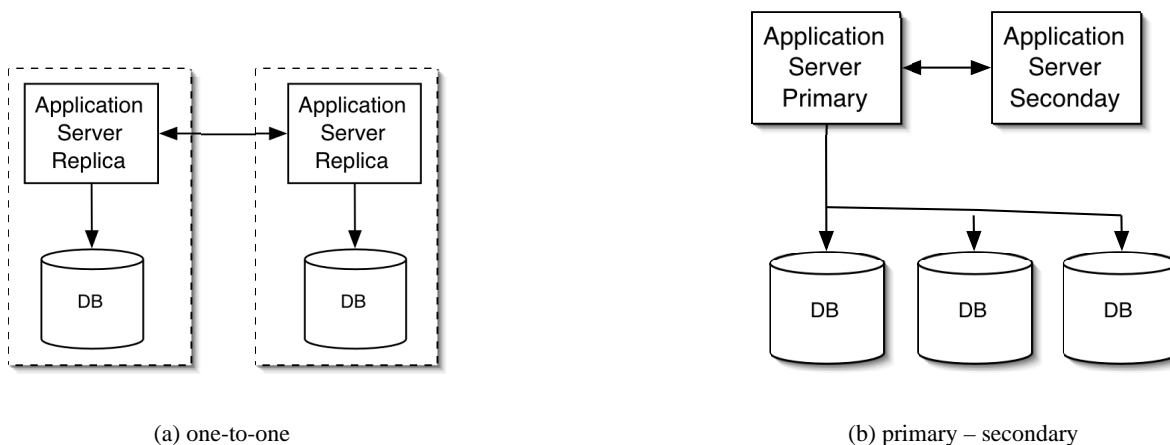 Application
Server
Replica
Application
Server
Replica
DB
DB
(a) one-to-one
Application
Server
Primary
Application
Server
Seconday
DB
DB
DB
(b) primary – secondary